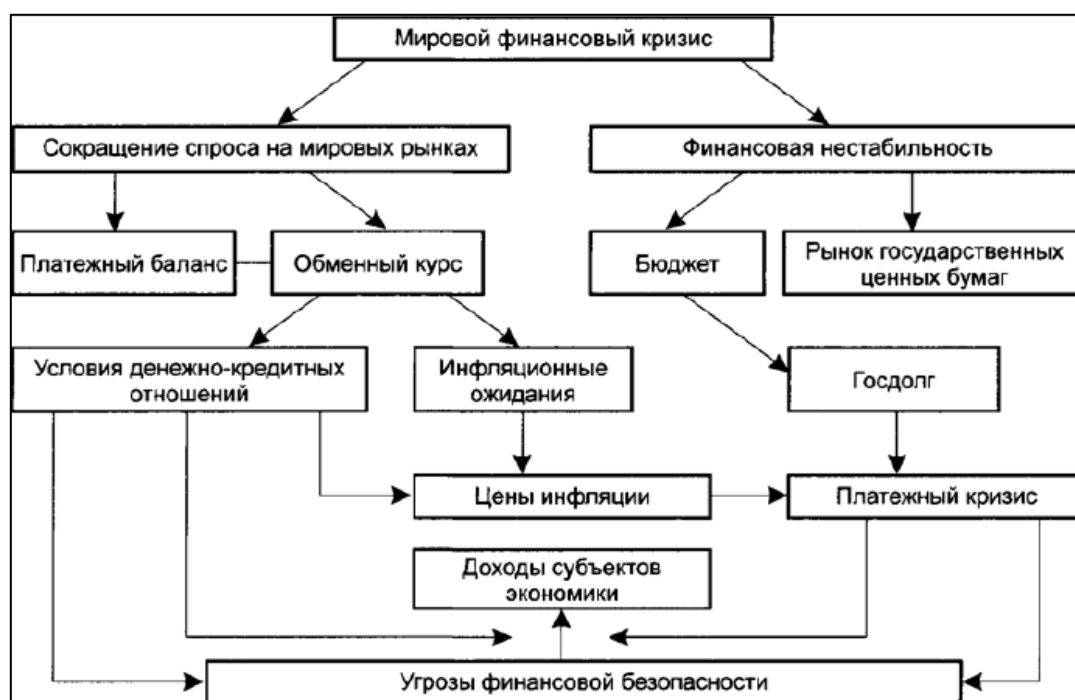 Мировой финансовый кризис
Сокращение спроса на мировых рынках
Финансовая нестабильность
Платежный баланс
Обменный курс
Бюджет
Рынок государственных
ценных бумаг
Условия денежно-кредитных
отношений
Инфляционные
ожидания
Госдолг
Цены инфляции
Платежный кризис
Доходы субъектов
экономики
Угрозы финансовой безопасности